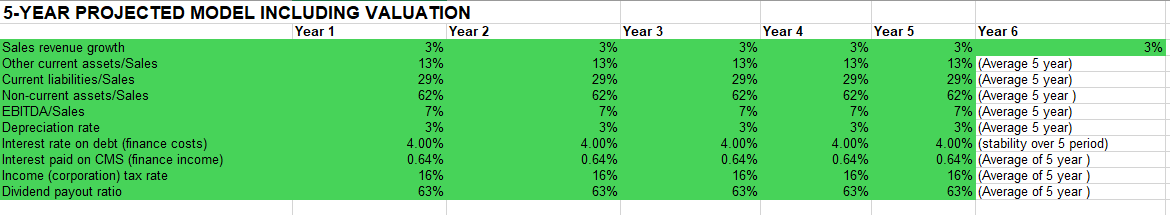 5-YEAR PROJECTED MODEL INCLUDING VALUATION
Year 1 Year 2 Year 3 Year 4 Year 5 Year 6
Sales revenue growth 3% 3% 3% 3% 3% 3%
Other current assets/Sales 13% 13% 13% 13% 13% (Average 5 year)
Current liabilities/Sales 29% 29% 29% 29% 29% (Average 5 year)
Non-current assets/Sales 62% 62% 62% 62% 62% (Average 5 year )
EBITDA/Sales 7% 7% 7% 7% 7% (Average 5 year)
Depreciation rate 3% 3% 3% 3% 3% (Average 5 year)
Interest rate on debt (finance costs) 4.00% 4.00% 4.00% 4.00% 4.00% (stability over 5 period)
Interest paid on CMS (finance income) 0.64% 0.64% 0.64% 0.64% 0.64% (Average of 5 year )
Income (corporation) tax rate 16% 16% 16% 16% 16% (Average of 5 year )
Dividend payout ratio 63% 63% 63% 63% 63% (Average of 5 year )